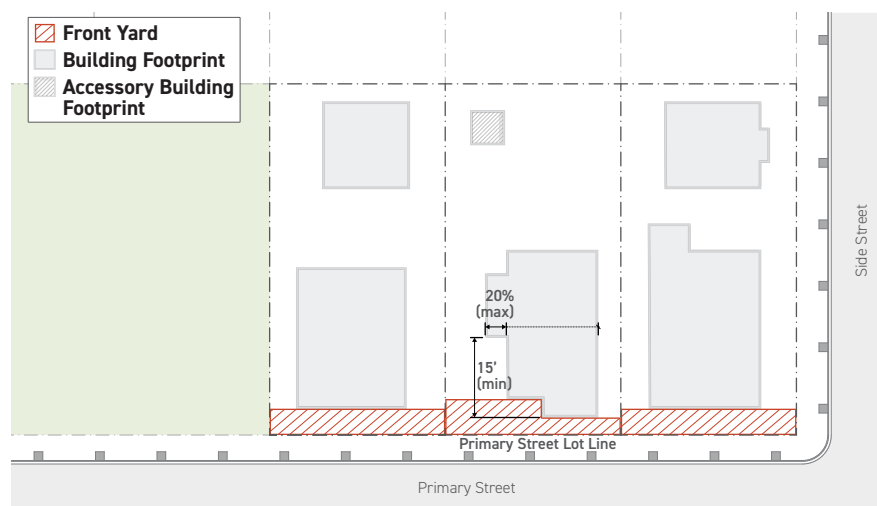 Front Yard
Building Footprint
Accessory Building
Footprint
Side Street
20%
(max)
15'
(min)
Primary Street Lot Line
Primary Street